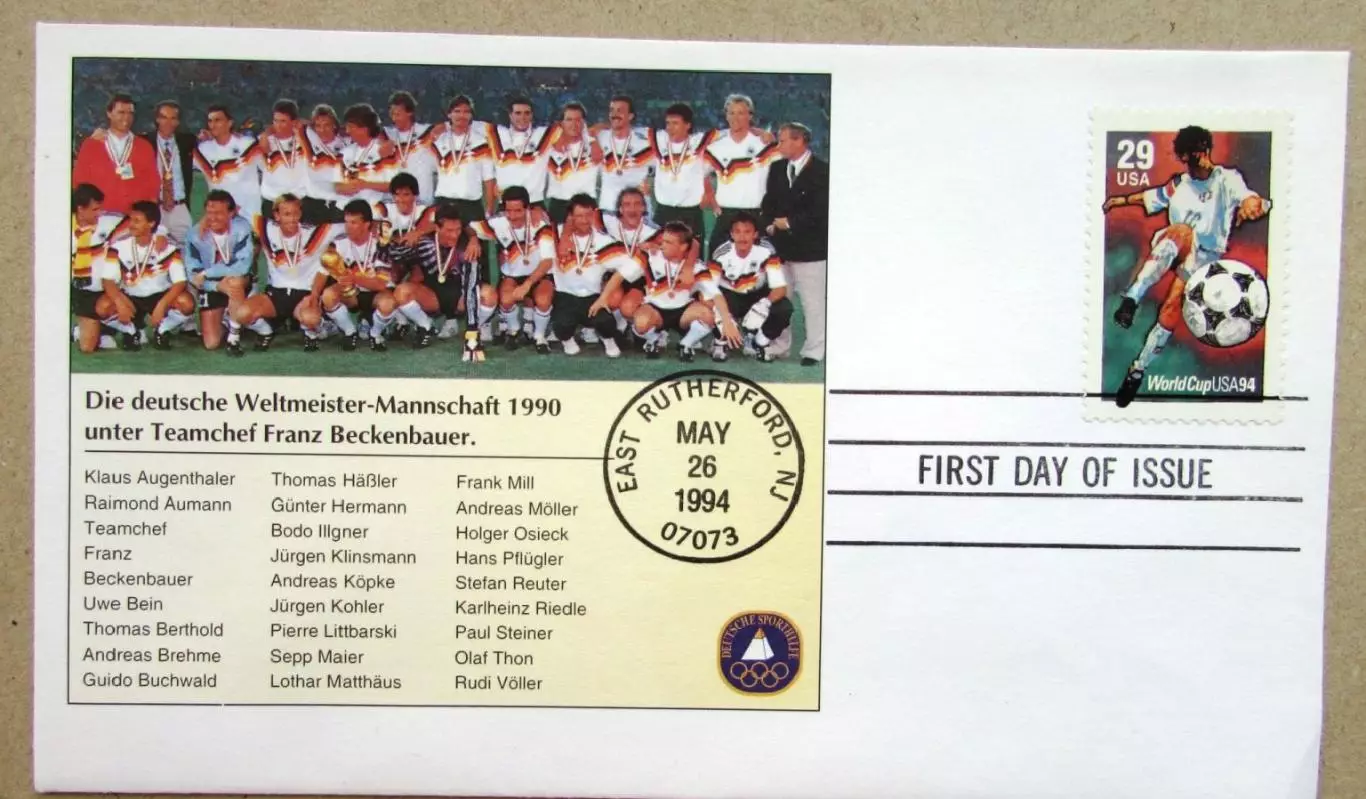 29
USA
WorldCupUSA94
Die deutsche Weltmeister-Mannschaft 1990
unter Teamchef Franz Beckenbauer.
Klaus Augenthaler
Raimond Aumann
Teamchef
Franz
Beckenbauer
Uwe Bein
Thomas Berthold
Andreas Brehme
Guido Buchwald
Thomas Häßler
Günter Hermann
Bodo Illgner
Jürgen Klinsmann
Andreas Köpke
Jürgen Kohler
Pierre Littbarski
Sepp Maier
Lothar Matthäus
Frank Mill
Andreas Möller
Holger Osieck
Hans Pflügler
Stefan Reuter
Karlheinz Riedle
Paul Steiner
Olaf Thon
Rudi Völler
EAST RUTHERFORD, NJ
MAY
26
1994
07073
FIRST DAY OF ISSUE
DEUTSCHE SPORTHILFE